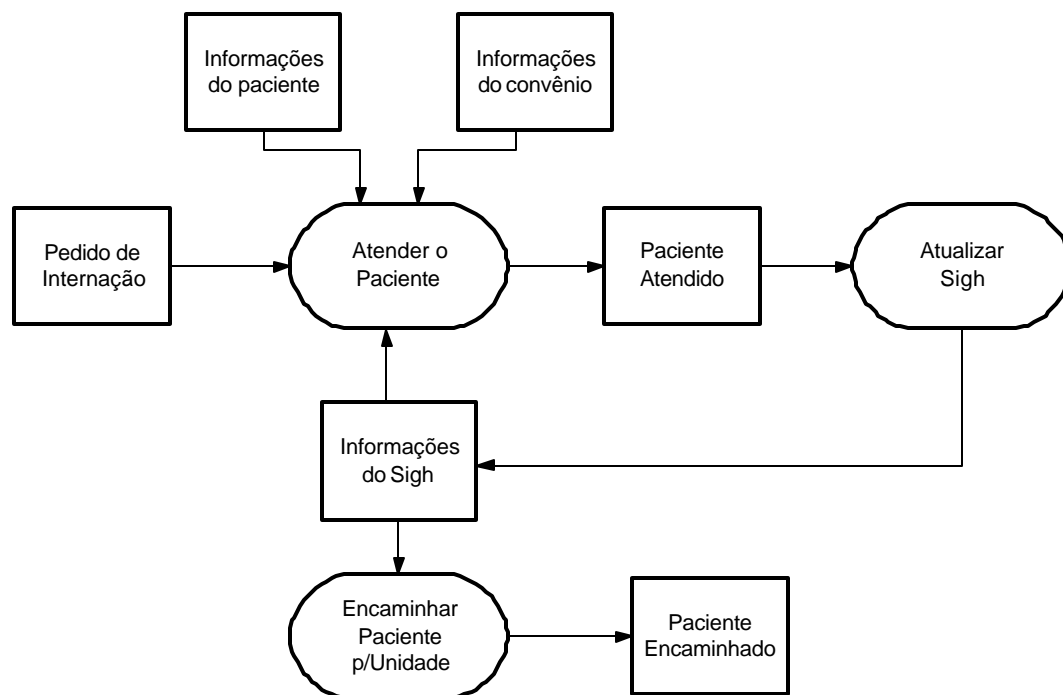 Informações
do paciente
Informações
do convênio
Pedido de
Internação
Atender o
Paciente
Paciente
Atendido
Atualizar
Sigh
Informações
do Sigh
Encaminhar
Paciente
p/Unidade
Paciente
Encaminhado